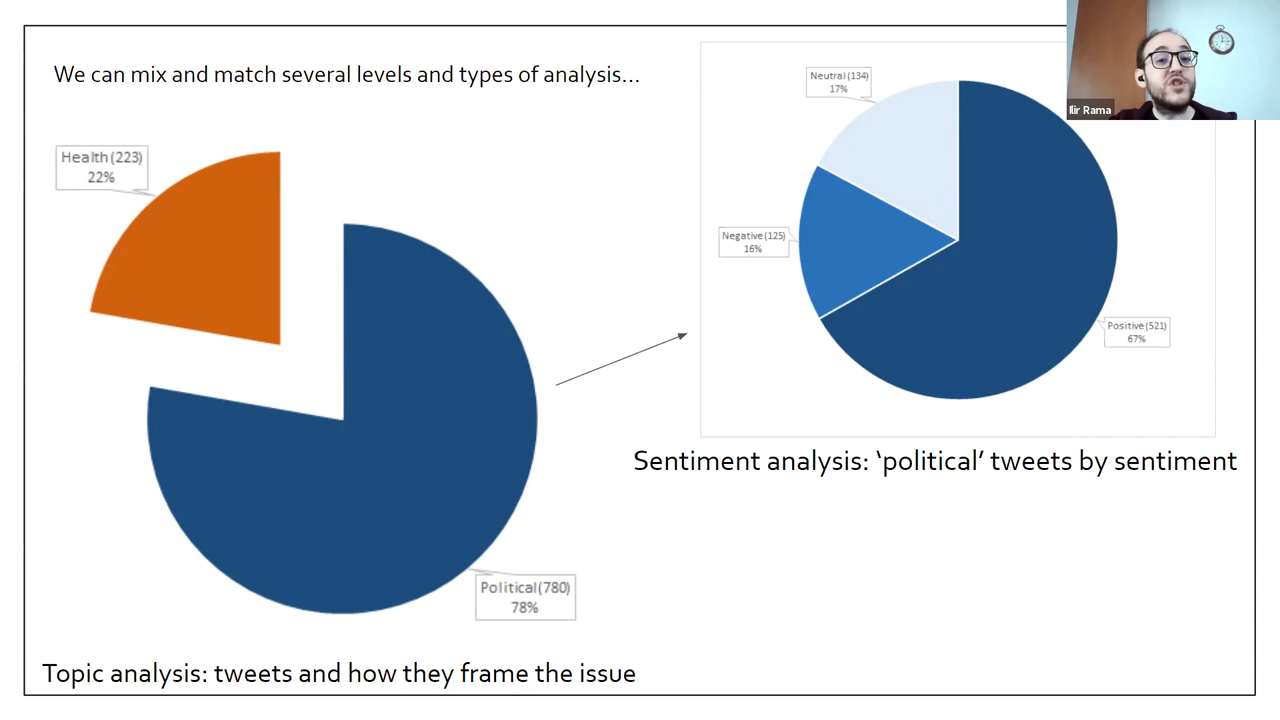 We can mix and match several levels and types of analysis...
Health (223)
22%
Political (780)
78%
Topic analysis: tweets and how they frame the issue
Neutral (134)
17%
Negative (125)
16%
Positive (521)
67%
Sentiment analysis: ‘political’ tweets by sentiment
Ilir Rama